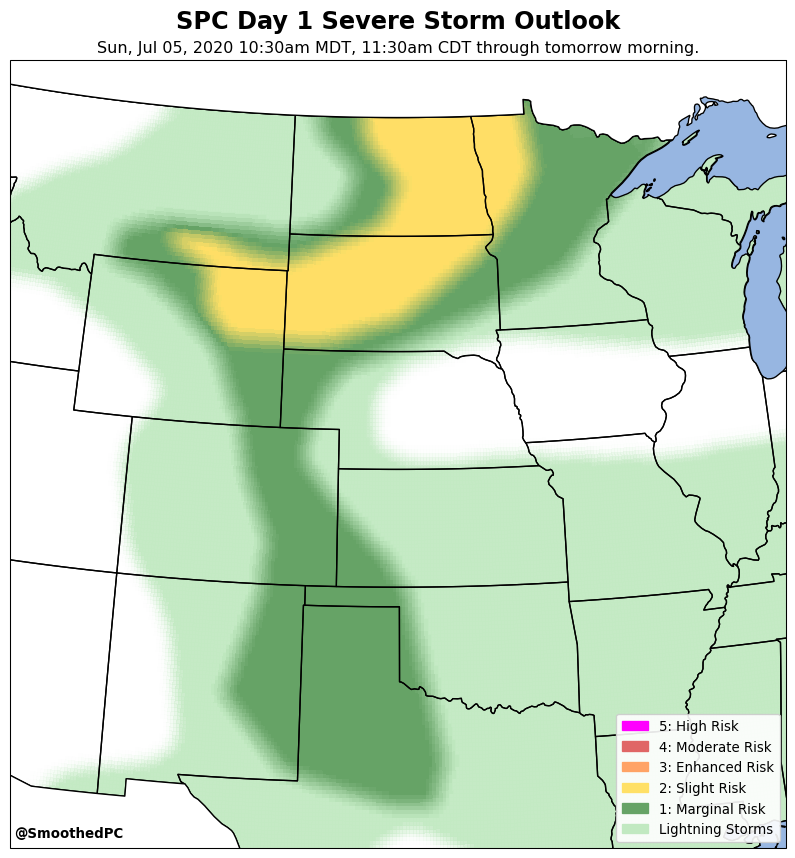 SPC Day 1 Severe Storm Outlook
Sun, Jul 05, 2020 10:30am MDT, 11:30am CDT through tomorrow morning.
5: High Risk
4: Moderate Risk
3: Enhanced Risk
2: Slight Risk
1: Marginal Risk
Lightning Storms
@SmoothedPC